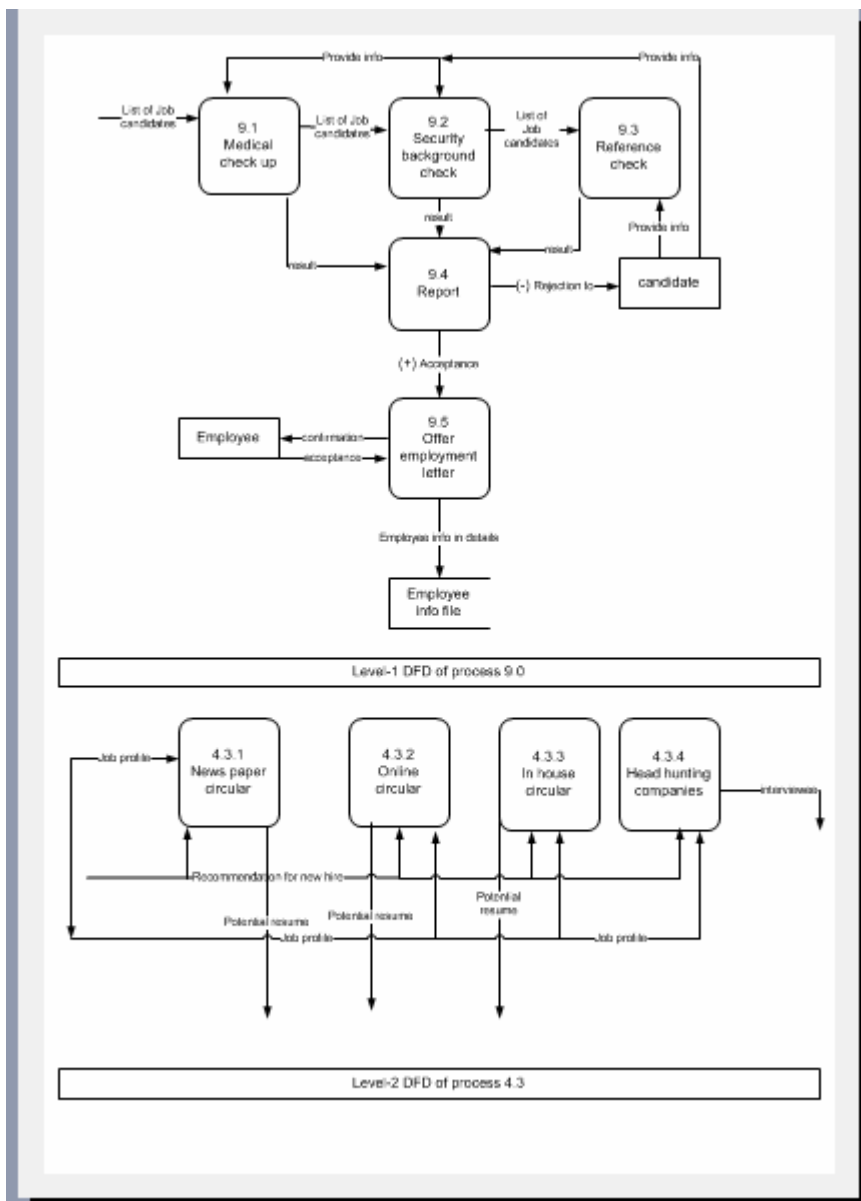 Provide info
Provide info
List of Job
candidates
9.1
Medical
check up
List of Job
candidates
9.2
Security
background
check
List of
Job
candidates
9.3
Reference
check
result
Provide info
result
result
9.4
Report
(-) Rejection to
candidate
(+) Acceptance
9.5
Offer
employment
letter
Employee
confirmation
acceptance
Employee info in details
Employee
info file
Level-1 DFD of process 9.0
Job profile
4.3.1
News paper
circular
4.3.2
Online
circular
4.3.3
In house
circular
4.3.4
Head hunting
companies
interviewee
Recommendation for new hire
Potential resume
Potential resume
Potential
resume
Job profile
Job profile
Level-2 DFD of process 4.3